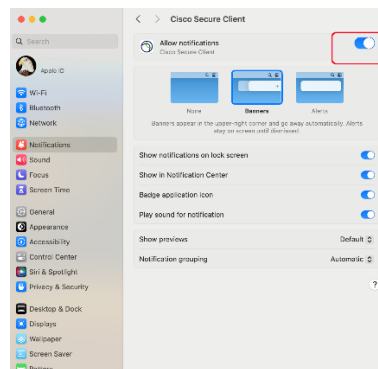 Cisco Secure Client
Search
Apple ID
Wi-Fi
Bluetooth
Network
Notifications
Sound
Focus
Screen Time
General
Appearance
Accessibility
Control Center
Siri & Spotlight
Privacy & Security
Desktop & Dock
Displays
Wallpaper
Screen Saver
Battery
Allow notifications
Cisco Secure Client
None
Banners
Alerts
Banners appear in the upper-right corner and go away automatically. Alerts
stay on screen until dismissed.
Show notifications on lock screen
Show in Notification Center
Badge application icon
Play sound for notification
Show previews Default
Notification grouping Automatic
?